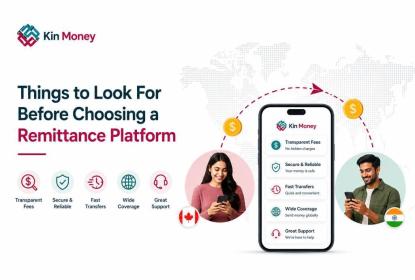 Kin Money
Things to Look For
Before Choosing a
Remittance Platform
Transparent
Fees
Secure &
Reliable
Fast
Transfers
Wide
Coverage
Great
Support
$
$
$
Kin Money
Transparent Fees
No hidden charges
Secure & Reliable
Your money is safe
Fast Transfers
Quick and convenient
Wide Coverage
Send money globally
Great Support
We're here to help